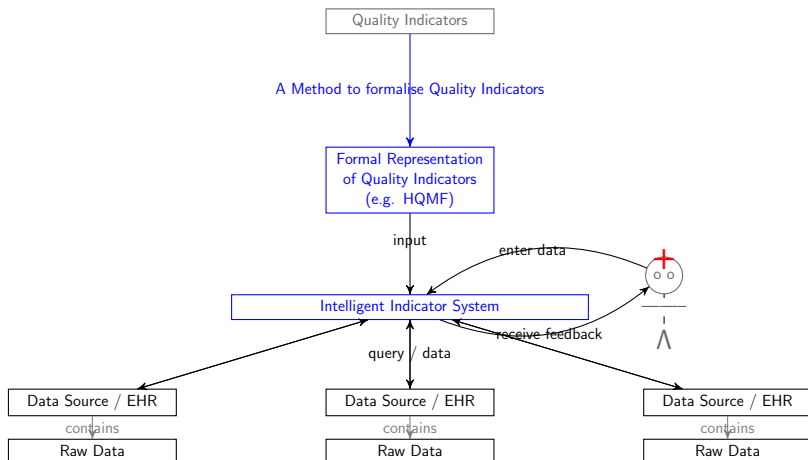 Quality Indicators
A Method to formalise Quality Indicators
Formal Representation
of Quality Indicators
(e.g. HQMF)
input
enter data
Intelligent Indicator System
receive feedback
query / data
Data Source / EHR
Data Source / EHR
Data Source / EHR
contains
contains
contains
Raw Data
Raw Data
Raw Data